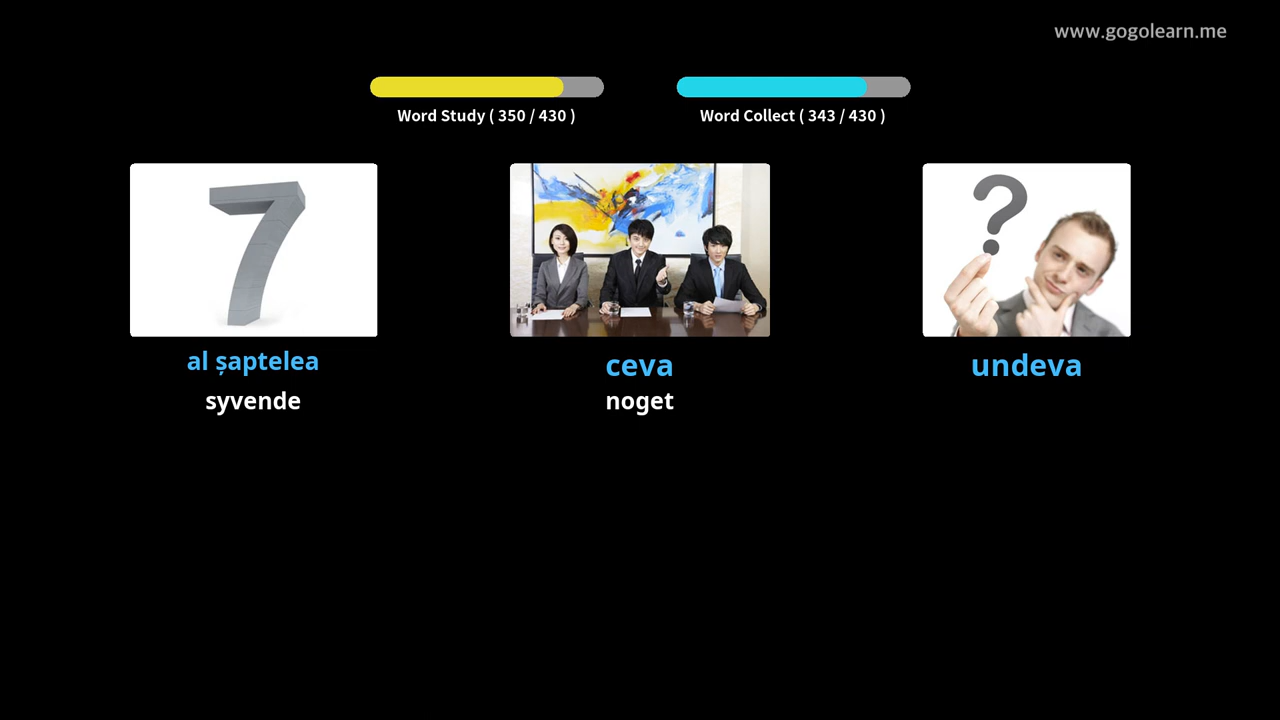 www.gogolearn.me
Word Study ( 350 / 430 )
Word Collect ( 343 / 430 )
7
?
al șaptelea
ceva
undeva
syvende
noget